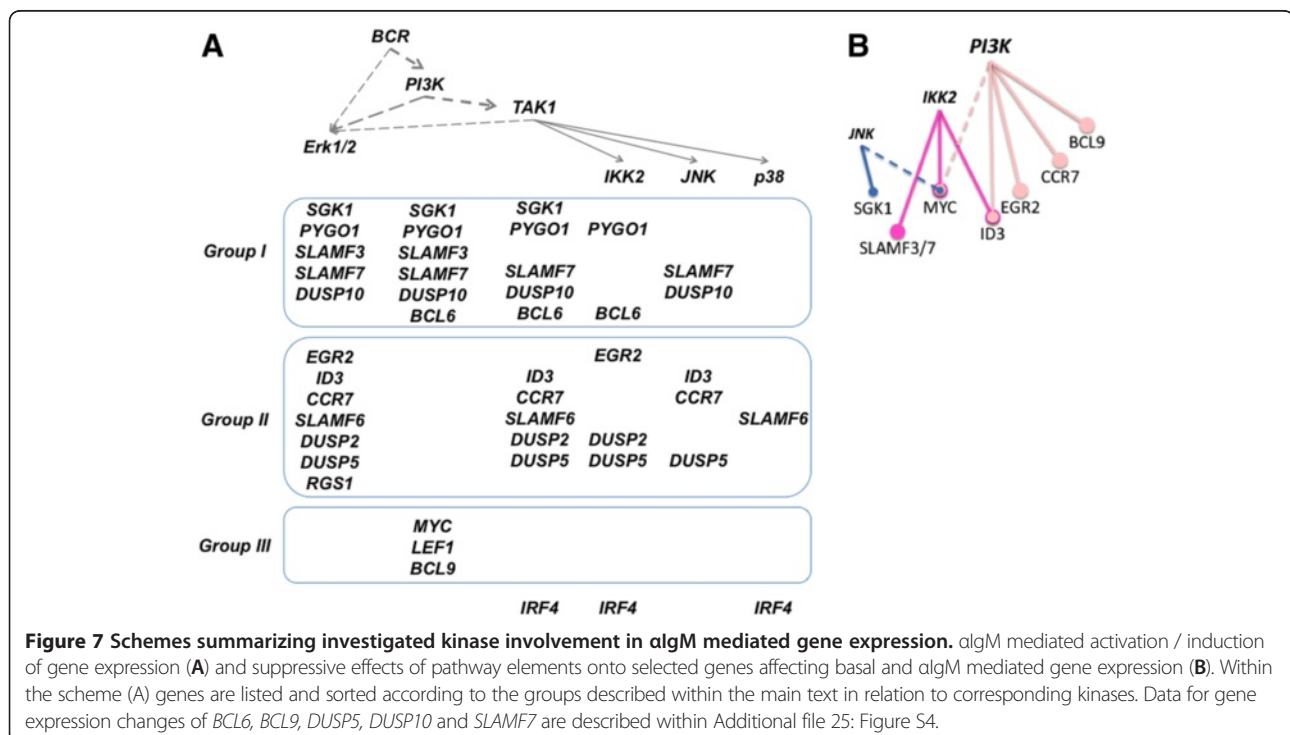 A
B
BCR
PI3K
TAK1
Erk1/2
IKK2 JNK p38
PI3K
IKK2
JNK
BCL9
CCR7
SGK1 MYC EGR2
ID3
SLAMF3/7
Group I
SGK1 SGK1 SGK1
PYGO1 PYGO1 PYGO1 PYGO1
SLAMF3 SLAMF3
SLAMF7 SLAMF7 SLAMF7 SLAMF7
DUSP10 DUSP10 DUSP10 DUSP10
BCL6 BCL6 BCL6
Group II
EGR2 EGR2
ID3 ID3 ID3
CCR7 CCR7 CCR7
SLAMF6 SLAMF6 SLAMF6
DUSP2 DUSP2 DUSP2
DUSP5 DUSP5 DUSP5 DUSP5
RGS1
Group III
MYC
LEF1
BCL9
IRF4 IRF4 IRF4
Figure 7 Schemes summarizing investigated kinase involvement in αIgM mediated gene expression. αIgM mediated activation / induction
of gene expression (A) and suppressive effects of pathway elements onto selected genes affecting basal and αIgM mediated gene expression (B). Within
the scheme (A) genes are listed and sorted according to the groups described within the main text in relation to corresponding kinases. Data for gene
expression changes of BCL6, BCL9, DUSP5, DUSP10 and SLAMF7 are described within Additional file 25: Figure S4.